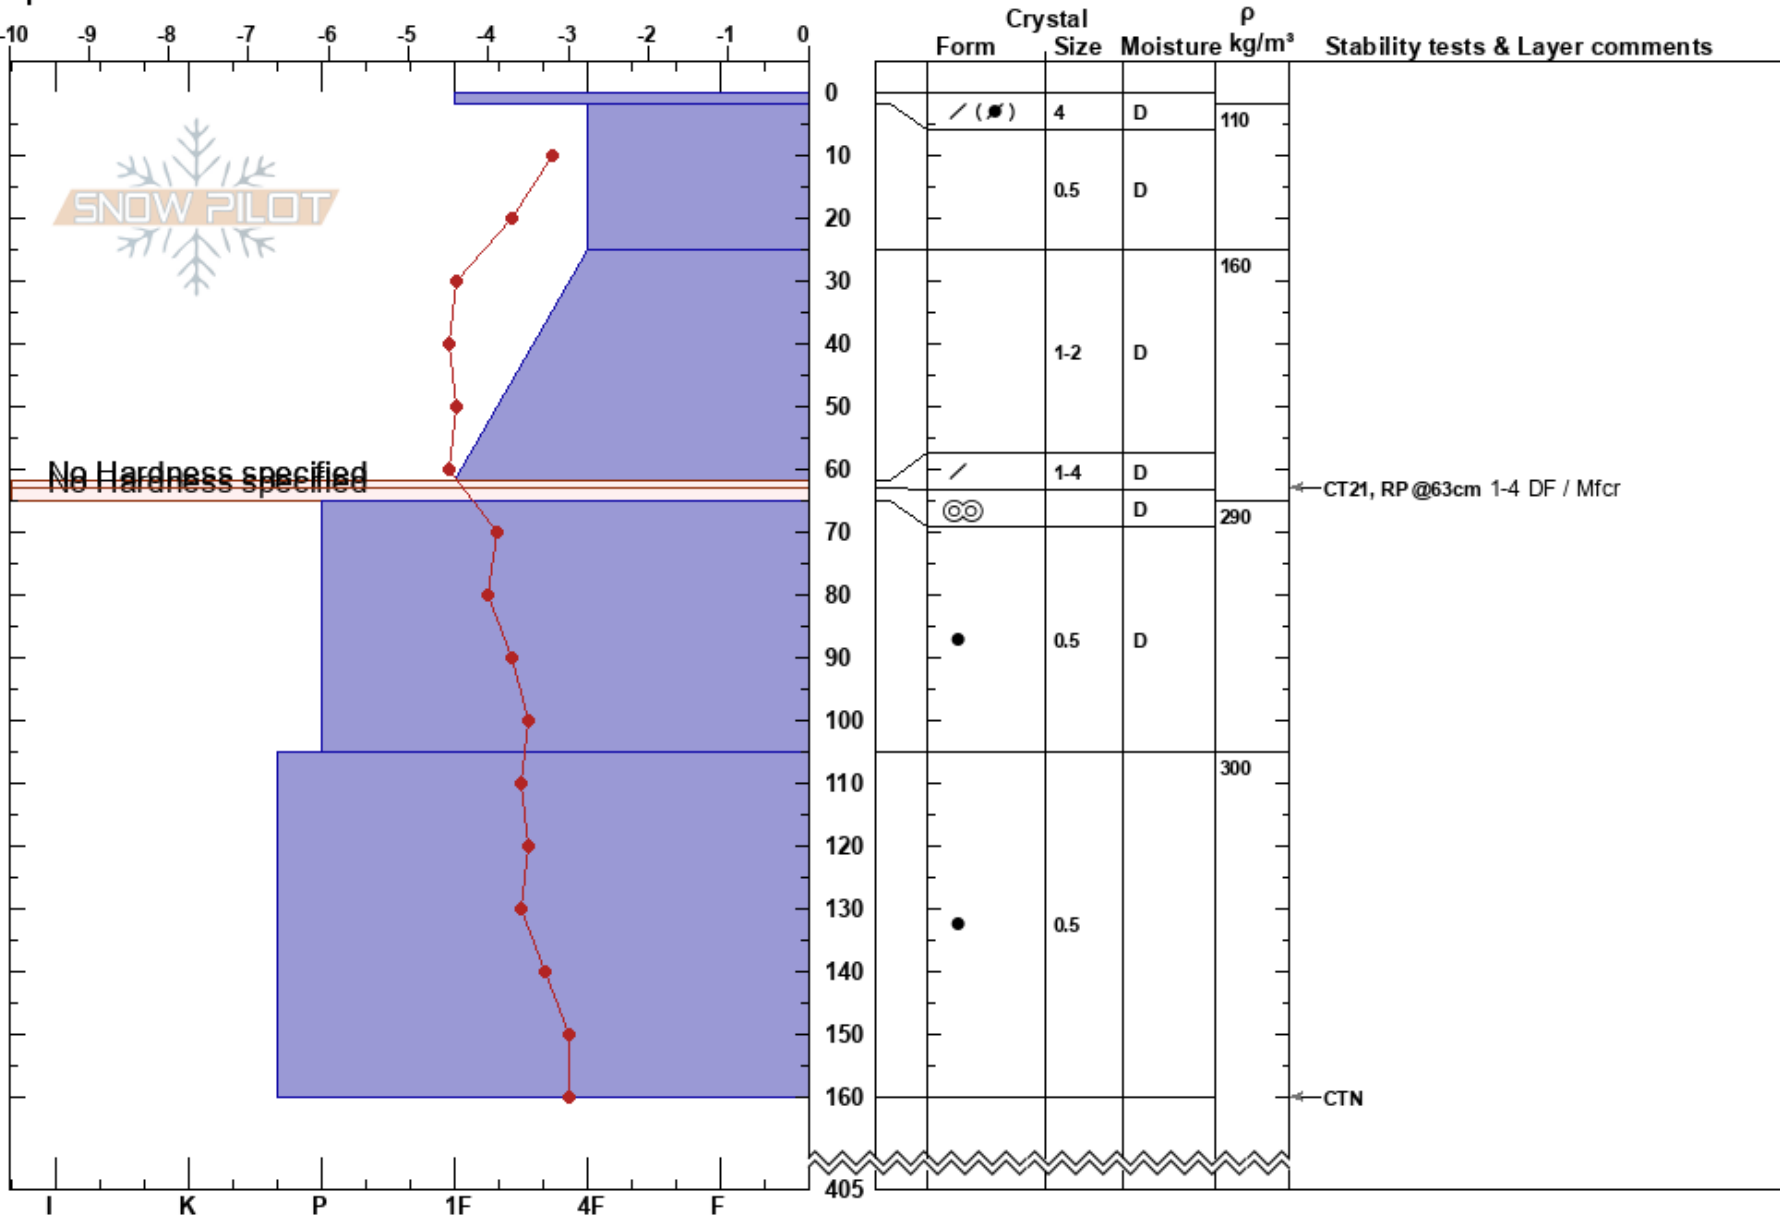 Crystal ρ
-10 -9 -8 -7 -6 -5 -4 -3 -2 -1 0
Form Size Moisture kg/m³ Stability tests & Layer comments
0
4 D
110
SNOW PILOT
10
0.5 D
20
160
30
40
1-2 D
50
60
No Hardness specified
No Hardness specified
1-4 D
CT21, RP @63cm 1-4 DF / Mfcr
D
290
70
80
0.5 D
90
100
300
110
120
130
0.5
140
150
160
CTN
405
I K P 1F 4F F